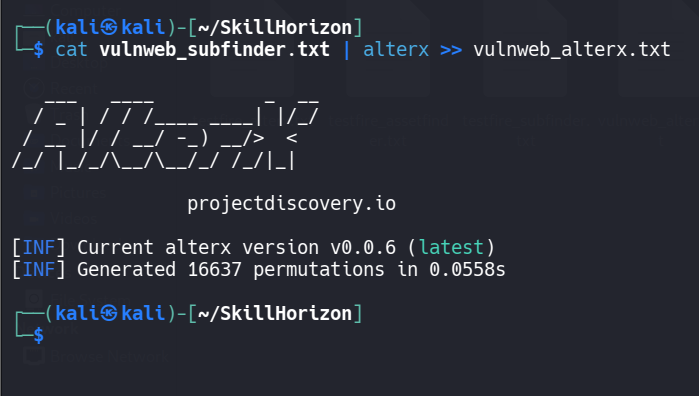 ┌──(kali㉿kali)-[~/SkillHorizon]
└─$ cat vulnweb_subfinder.txt | alterx >> vulnweb_alterx.txt
   ___   ____          _  __
  / _ | / / /____ ____| |/_/
 / __ |/ / __/ -_) __/>  <
/_/ |_/_/\__/\__/_/ /_/|_|
projectdiscovery.io
[INF] Current alterx version v0.0.6 (latest)
[INF] Generated 16637 permutations in 0.0558s
┌──(kali㉿kali)-[~/SkillHorizon]
└─$